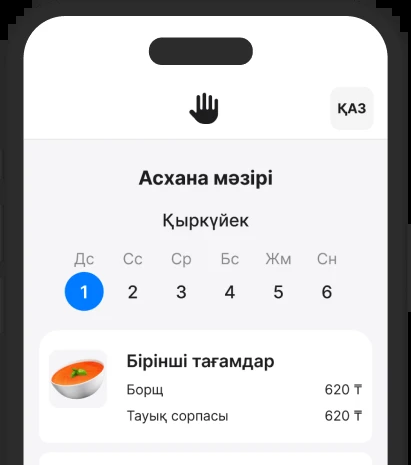 ҚАЗ
Асхана мәзірі
Қыркүйек
Дс Сс Ср Бс Жм Сн
1 2 3 4 5 6
Бірінші тағамдар
Борщ 620 ₸
Тауық сорпасы 620 ₸